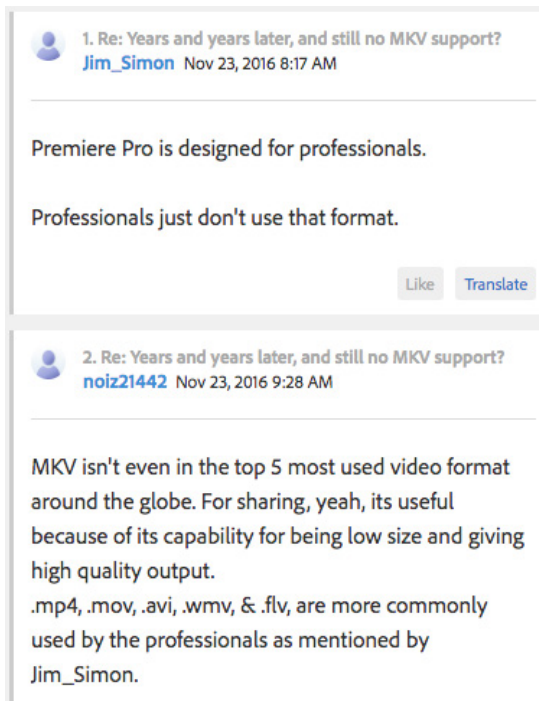 1. Re: Years and years later, and still no MKV support?
Jim_Simon Nov 23, 2016 8:17 AM
Premiere Pro is designed for professionals.
Professionals just don't use that format.
Like Translate
2. Re: Years and years later, and still no MKV support?
noiz21442 Nov 23, 2016 9:28 AM
MKV isn't even in the top 5 most used video format
around the globe. For sharing, yeah, its useful
because of its capability for being low size and giving
high quality output.
.mp4, .mov, .avi, .wmv, & .flv, are more commonly
used by the professionals as mentioned by
Jim_Simon.